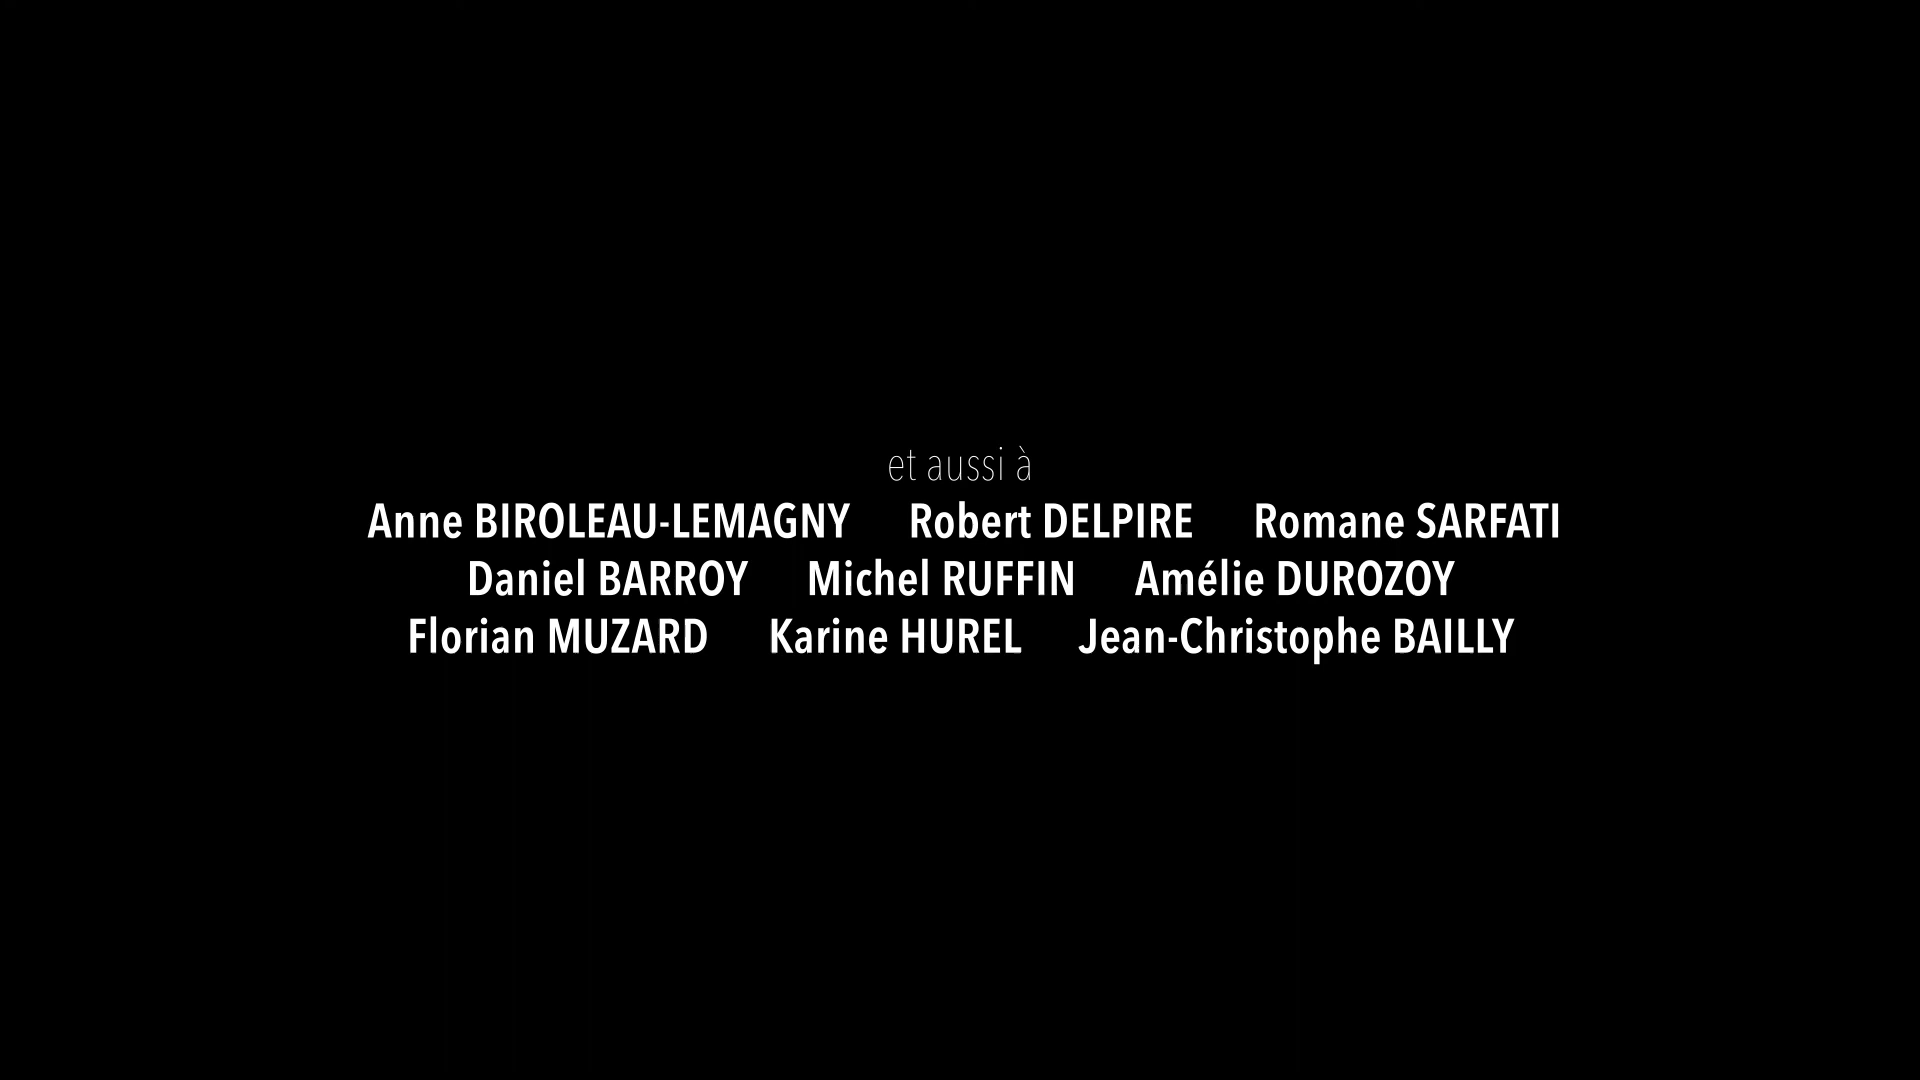 et aussi à
Anne BIROLEAU-LEMAGNY Robert DELPIRE Romane SARFATI
Daniel BARROY Michel RUFFIN Amélie DUROZOY
Florian MUZARD Karine HUREL Jean-Christophe BAILLY